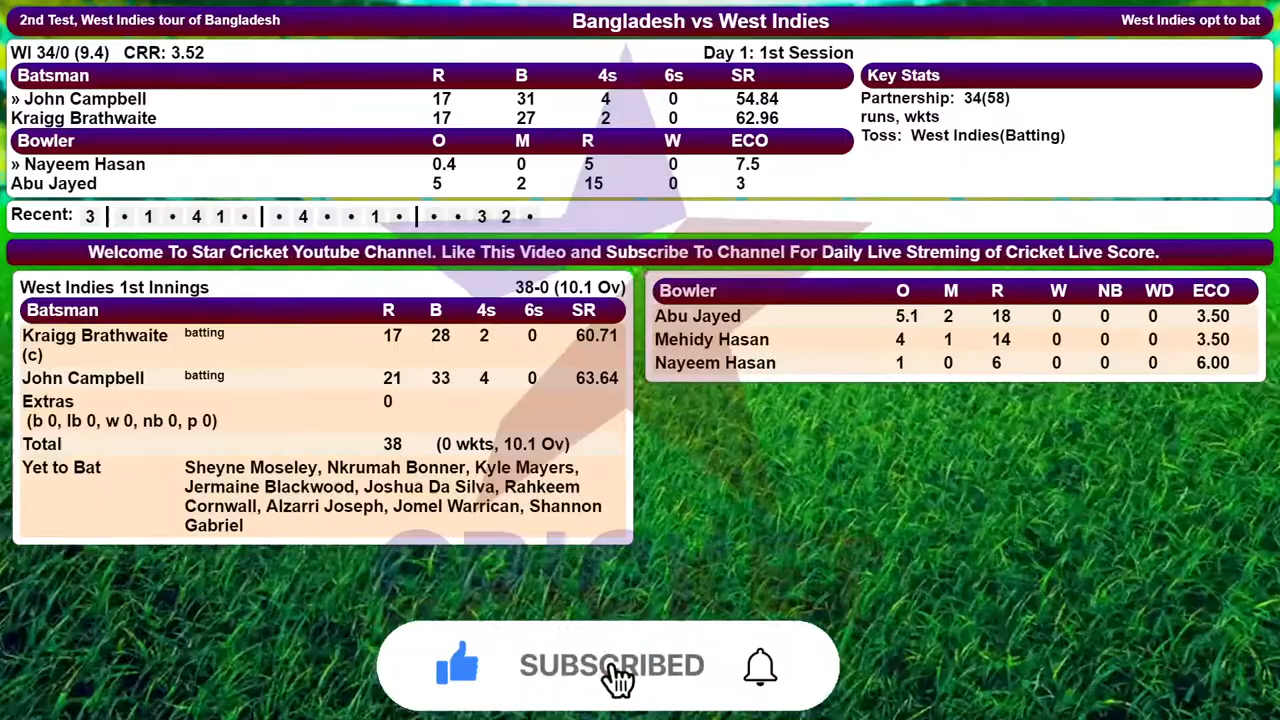 2nd Test, West Indies tour of Bangladesh
Bangladesh vs West Indies
West Indies opt to bat
WI 34/0 (9.4) CRR: 3.52
Day 1: 1st Session
Batsman R B 4s 6s SR
» John Campbell 17 31 4 0 54.84
Kraigg Brathwaite 17 27 2 0 62.96
Bowler O M R W ECO
» Nayeem Hasan 0.4 0 5 0 7.5
Abu Jayed 5 2 15 0 3
Key Stats
Partnership: 34(58)
runs, wkts
Toss: West Indies(Batting)
Recent: 3 | • 1 • 4 1 • | • 4 • • 1 • | • • 3 2 •
Welcome To Star Cricket Youtube Channel. Like This Video and Subscribe To Channel For Daily Live Streming of Cricket Live Score.
West Indies 1st Innings 38-0 (10.1 Ov)
Batsman R B 4s 6s SR
Kraigg Brathwaite batting 17 28 2 0 60.71
(c)
John Campbell batting 21 33 4 0 63.64
Extras 0
(b 0, lb 0, w 0, nb 0, p 0)
Total 38 (0 wkts, 10.1 Ov)
Yet to Bat Sheyne Moseley, Nkrumah Bonner, Kyle Mayers,
Jermaine Blackwood, Joshua Da Silva, Rahkeem
Cornwall, Alzarri Joseph, Jomel Warrican, Shannon
Gabriel
Bowler O M R W NB WD ECO
Abu Jayed 5.1 2 18 0 0 0 3.50
Mehidy Hasan 4 1 14 0 0 0 3.50
Nayeem Hasan 1 0 6 0 0 0 6.00
CRICKET
SUBSCRIBED